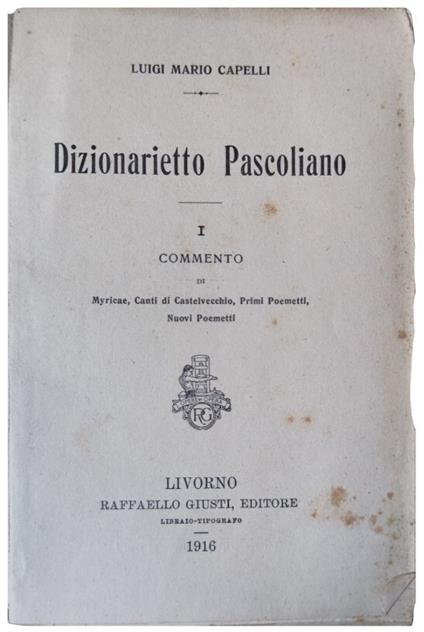 LUIGI MARIO CAPELLI
Dizionarietto Pascoliano
I
COMMENTO
DI
Myricae, Canti di Castelvecchio, Primi Poemetti,
Nuovi Poemetti
RG
LIVORNO
RAFFAELLO GIUSTI, EDITORE
LIBRAIO-TIPOGRAFO
1916